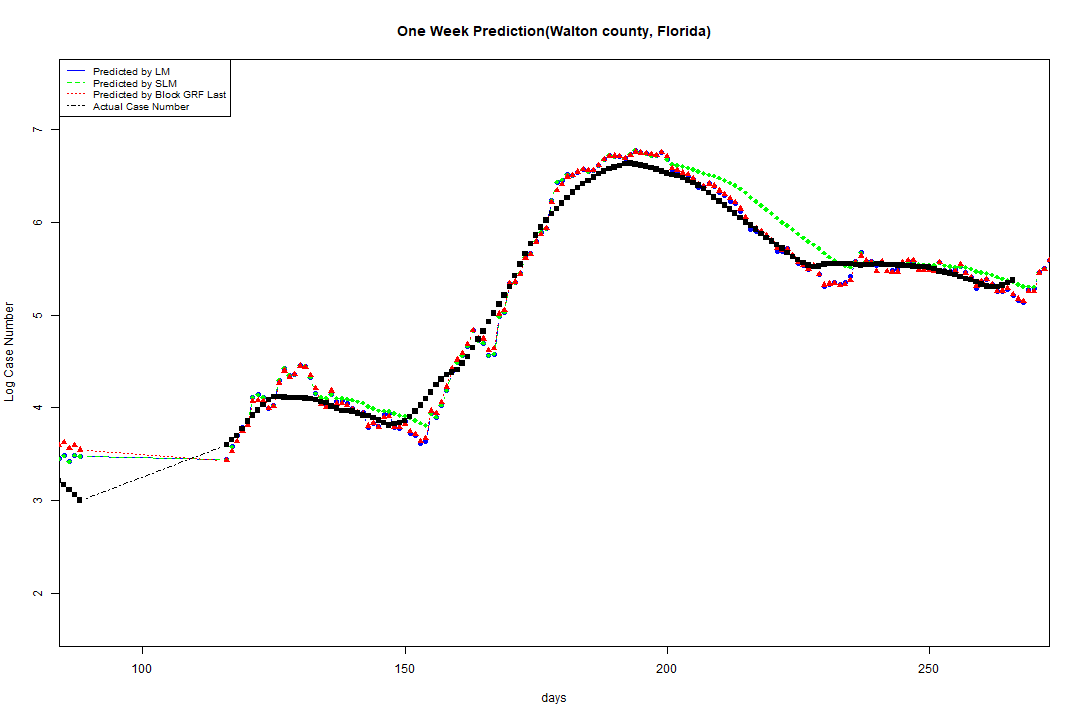 One Week Prediction(Walton county, Florida)
Predicted by LM
Predicted by SLM
Predicted by Block GRF Last
Actual Case Number
7
6
5
4
3
2
Log Case Number
100 150 200 250
days